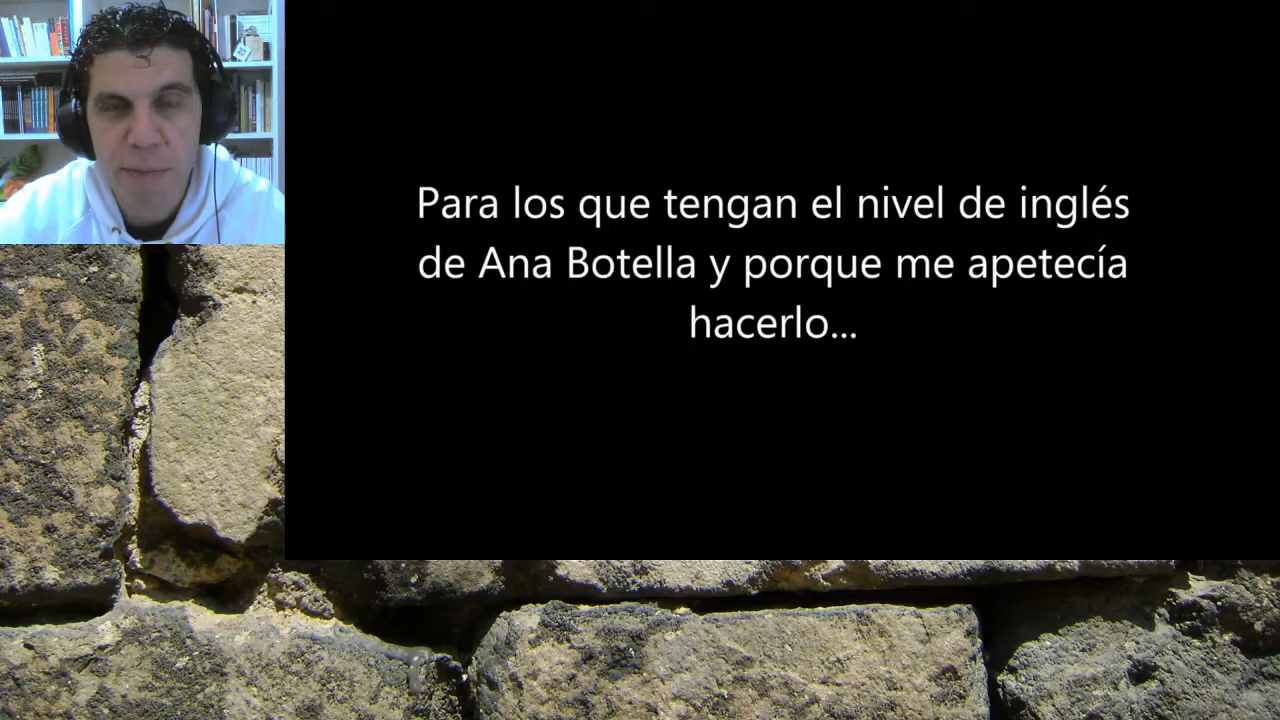 Para los que tengan el nivel de inglés
de Ana Botella y porque me apetecía
hacerlo...